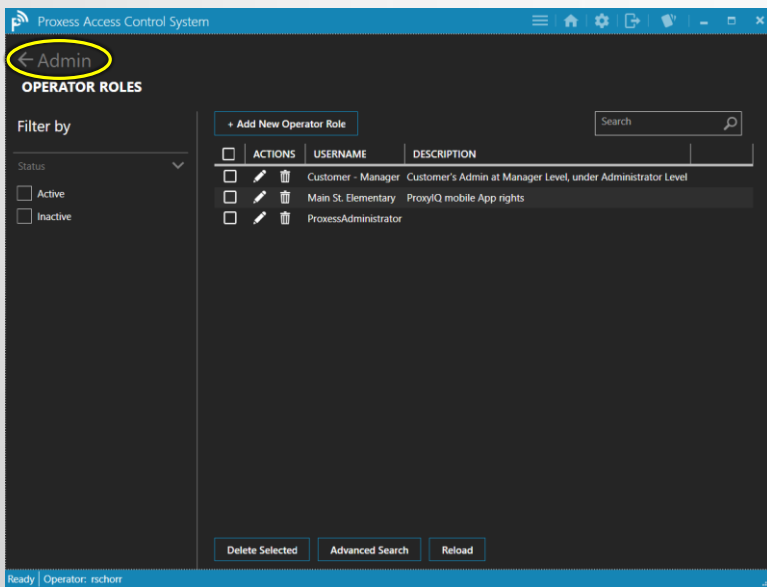 Proxess Access Control System
Admin
OPERATOR ROLES
Filter by
Status
Active
Inactive
+ Add New Operator Role
Search
ACTIONS USERNAME DESCRIPTION
Customer - Manager Customer's Admin at Manager Level, under Administrator Level
Main St. Elementary ProxyIQ mobile App rights
ProxessAdministrator
Delete Selected Advanced Search Reload
Ready Operator: rschorr